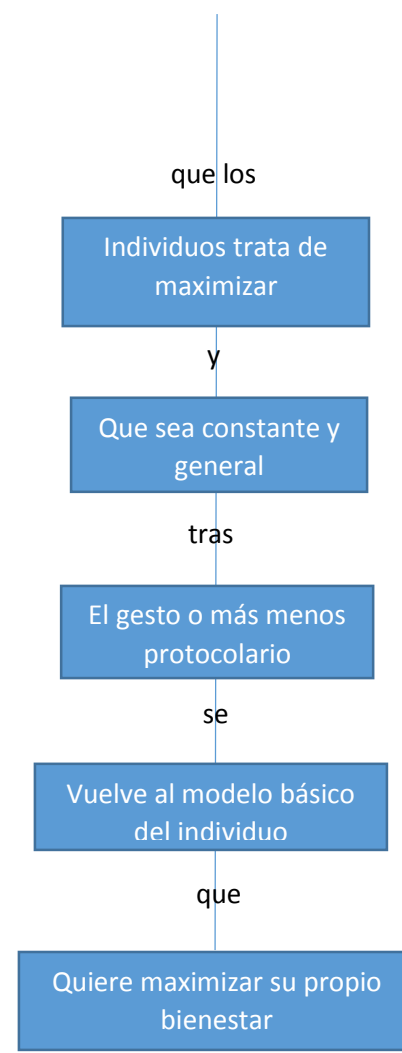 que los
Individuos trata de
maximizar
y
Que sea constante y
general
tras
El gesto o más menos
protocolario
se
Vuelve al modelo básico
del individuo
que
Quiere maximizar su propio
bienestar